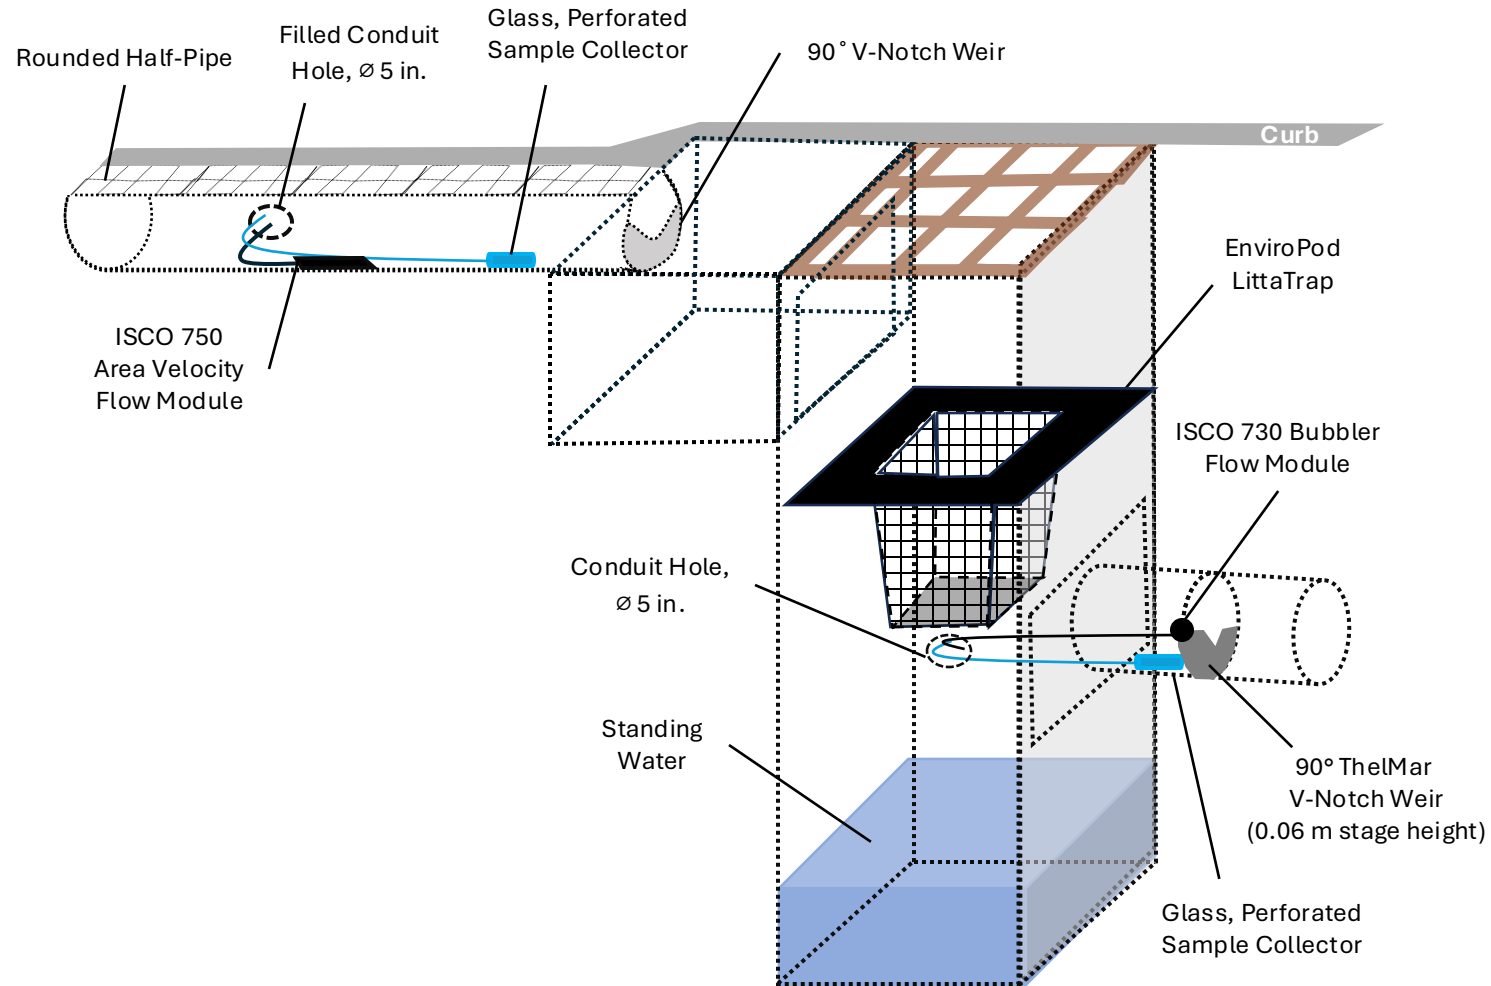 Glass, Perforated
Sample Collector
Filled Conduit
Hole, ∅ 5 in.
Rounded Half-Pipe
90˚ V-Notch Weir
Curb
EnviroPod
LittaTrap
ISCO 750
Area Velocity
Flow Module
ISCO 730 Bubbler
Flow Module
Conduit Hole,
∅ 5 in.
Standing
Water
90° ThelMar
V-Notch Weir
(0.06 m stage height)
Glass, Perforated
Sample Collector